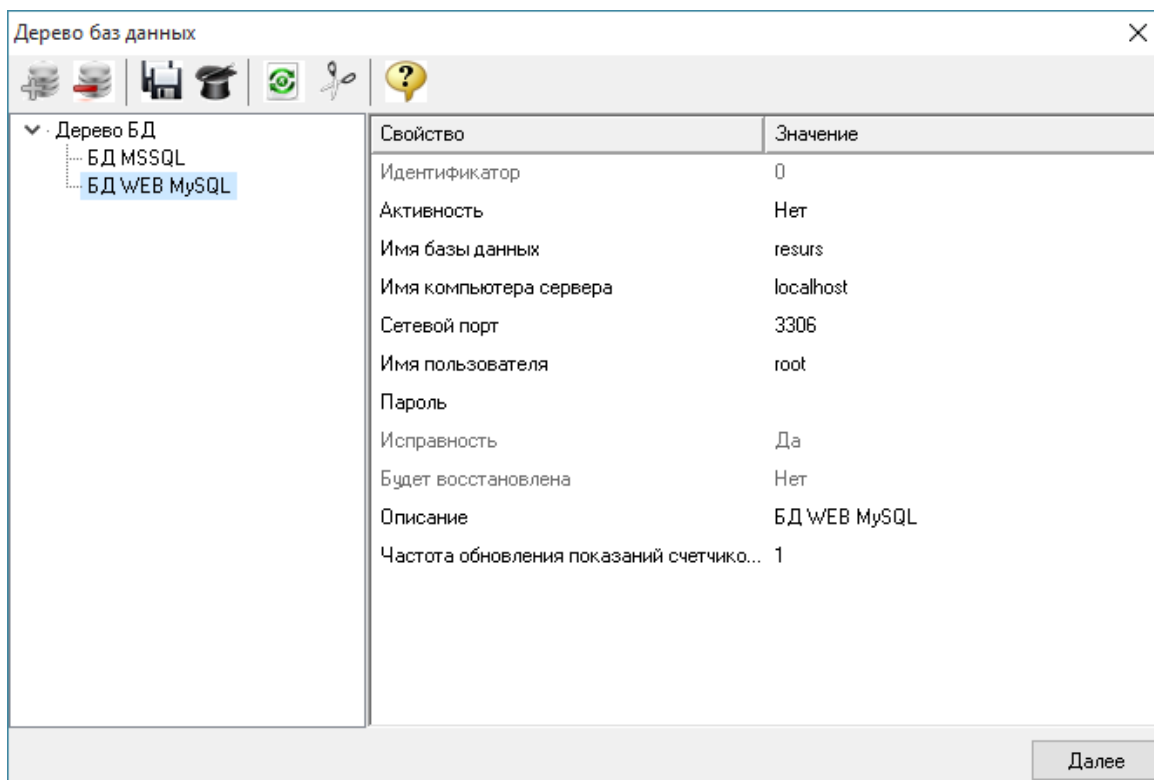 Дерево баз данных
Дерево БД
БД MSSQL
БД WEB MySQL
Свойство Значение
Идентификатор 0
Активность Нет
Имя базы данных resurs
Имя компьютера сервера localhost
Сетевой порт 3306
Имя пользователя root
Пароль
Исправность Да
Будет восстановлена Нет
Описание БД WEB MySQL
Частота обновления показаний счетчико... 1
Далее